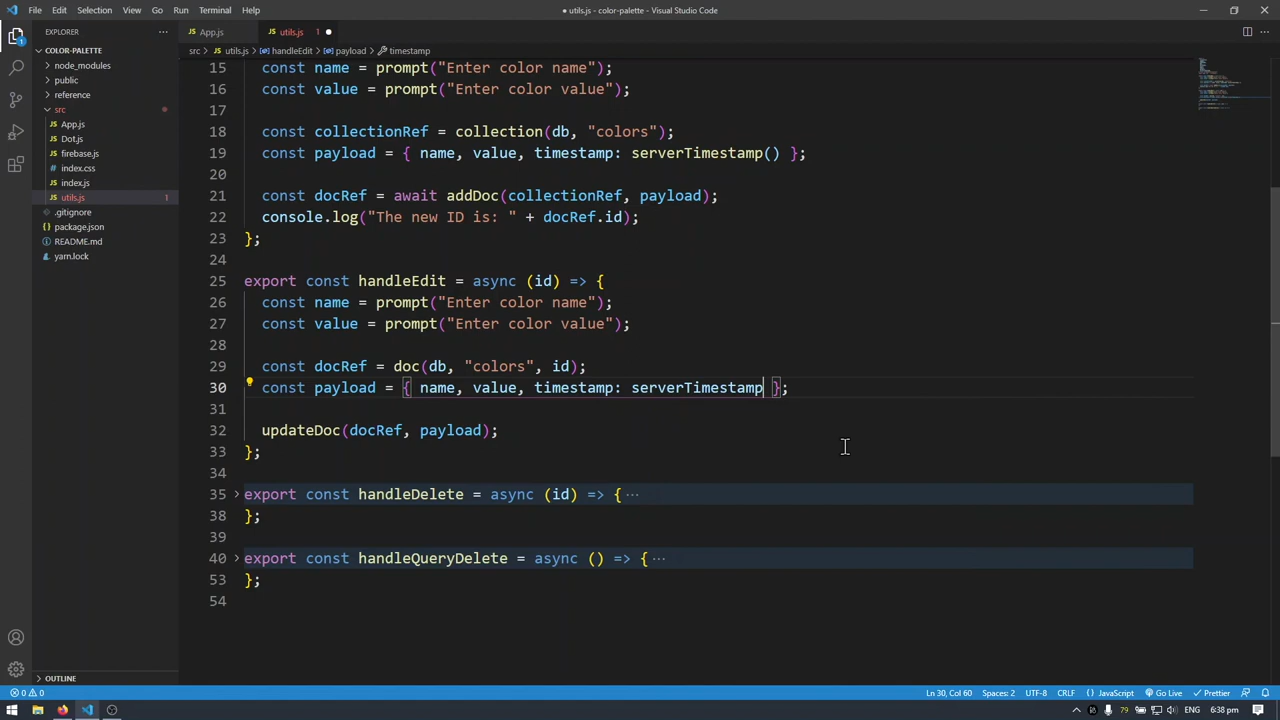 File Edit Selection View Go Run Terminal Help
● utils.js - color-palette - Visual Studio Code
EXPLORER
App.js
utils.js 1
COLOR-PALETTE
src > utils.js > handleEdit > payload > timestamp
node_modules
public
reference
src
App.js
Dot.js
firebase.js
index.css
index.js
utils.js 1
.gitignore
package.json
README.md
yarn.lock
OUTLINE
15 const name = prompt("Enter color name");
16 const value = prompt("Enter color value");
17
18 const collectionRef = collection(db, "colors");
19 const payload = { name, value, timestamp: serverTimestamp() };
20
21 const docRef = await addDoc(collectionRef, payload);
22 console.log("The new ID is: " + docRef.id);
23 };
24
25 export const handleEdit = async (id) => {
26 const name = prompt("Enter color name");
27 const value = prompt("Enter color value");
28
29 const docRef = doc(db, "colors", id);
30 const payload = { name, value, timestamp: serverTimestamp };
31
32 updateDoc(docRef, payload);
33 };
34
35 export const handleDelete = async (id) => { ···
38 };
39
40 export const handleQueryDelete = async () => { ···
53 };
54
0 0
Ln 30, Col 60 Spaces: 2 UTF-8 CRLF { } JavaScript Go Live Prettier
79 ENG 6:38 pm